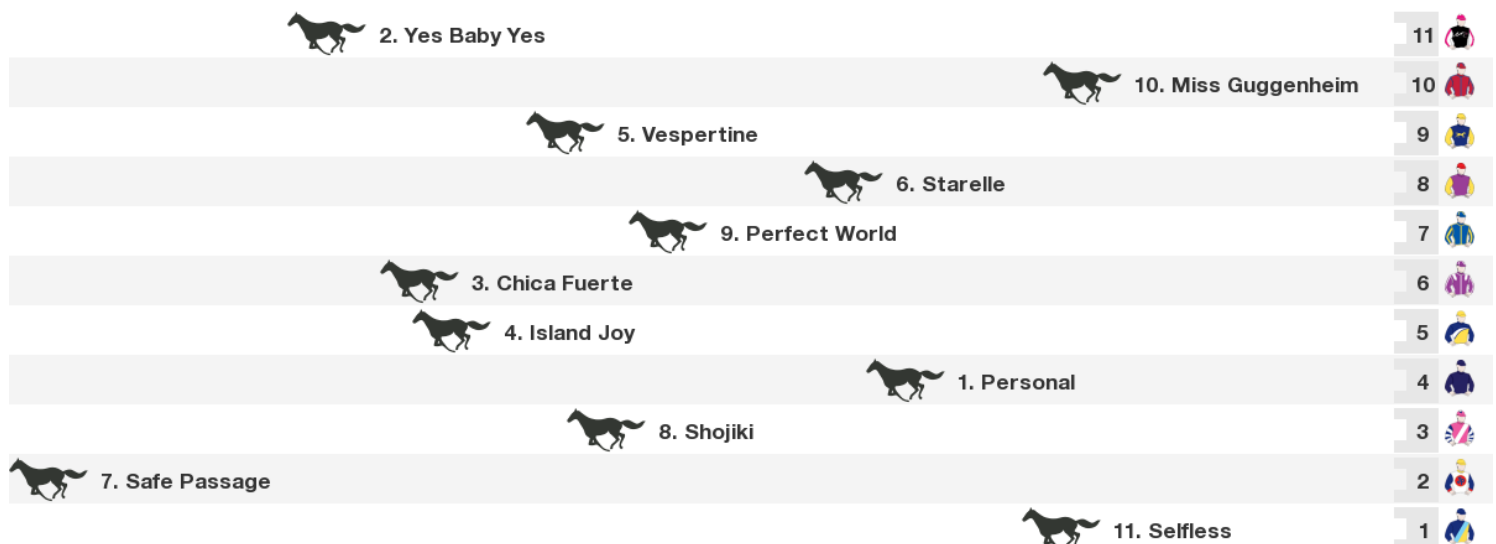 2. Yes Baby Yes 11
10. Miss Guggenheim 10
5. Vespertine 9
6. Starelle 8
9. Perfect World 7
3. Chica Fuerte 6
4. Island Joy 5
1. Personal 4
8. Shojiki 3
7. Safe Passage 2
11. Selfless 1